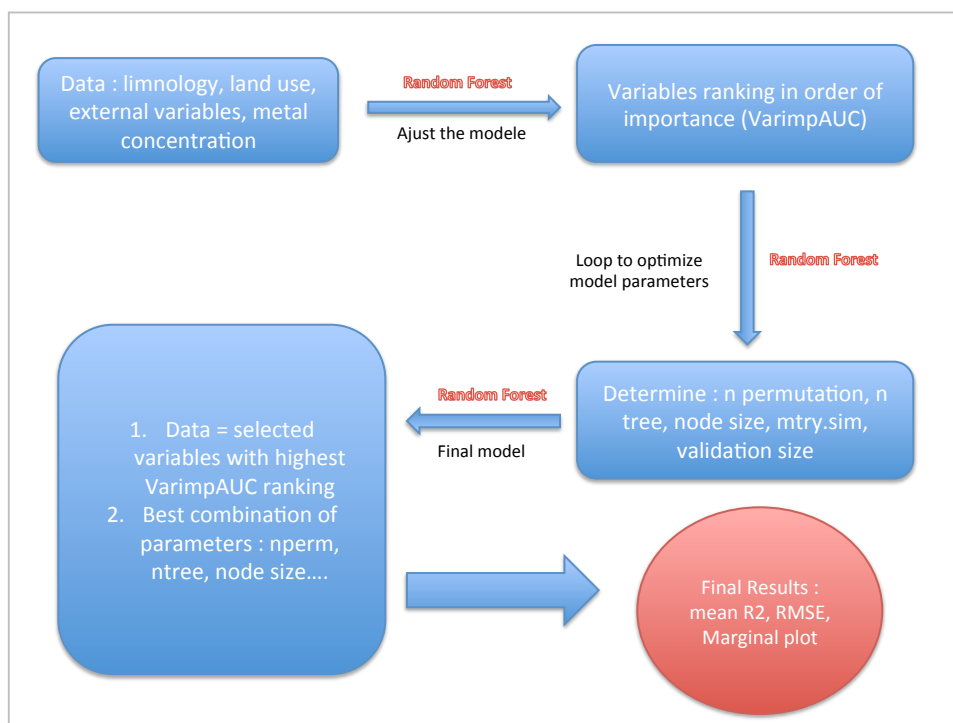 Data : limnology, land use,
external variables, metal
concentration
Random Forest
Ajust the modele
Variables ranking in order of
importance (VarimpAUC)
Loop to optimize
model parameters
Random Forest
Determine : n permutation, n
tree, node size, mtry.sim,
validation size
Random Forest
Final model
1. Data = selected
variables with highest
VarimpAUC ranking
2. Best combination of
parameters : nperm,
ntree, node size....
Final Results :
mean R2, RMSE,
Marginal plot